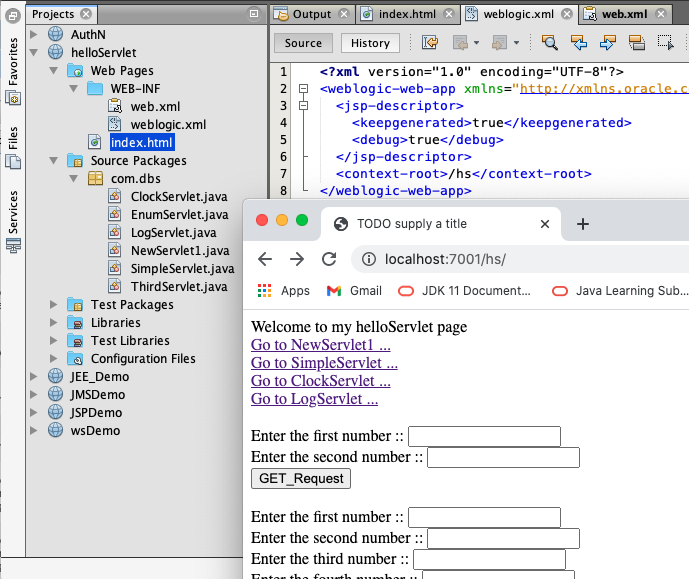 Projects
Favorites
Files
Services
AuthN
helloServlet
Web Pages
WEB-INF
web.xml
weblogic.xml
index.html
Source Packages
com.dbs
ClockServlet.java
EnumServlet.java
LogServlet.java
NewServlet1.java
SimpleServlet.java
ThirdServlet.java
Test Packages
Libraries
Test Libraries
Configuration Files
JEE_Demo
JMSDemo
JSPDemo
wsDemo
Output index.html weblogic.xml web.xml
Source History
1 <?xml version="1.0" encoding="UTF-8"?>
2 <weblogic-web-app xmlns="http://xmlns.oracle.c
3 <jsp-descriptor>
4 <keepgenerated>true</keepgenerated>
5 <debug>true</debug>
6 </jsp-descriptor>
7 <context-root>/hs</context-root>
8 </weblogic-web-app>
TODO supply a title
localhost:7001/hs/
Apps Gmail JDK 11 Document... Java Learning Sub...
Welcome to my helloServlet page
Go to NewServlet1 ...
Go to SimpleServlet ...
Go to ClockServlet ...
Go to LogServlet ...
Enter the first number ::
Enter the second number ::
GET_Request
Enter the first number ::
Enter the second number ::
Enter the third number ::
Enter the fourth number ::